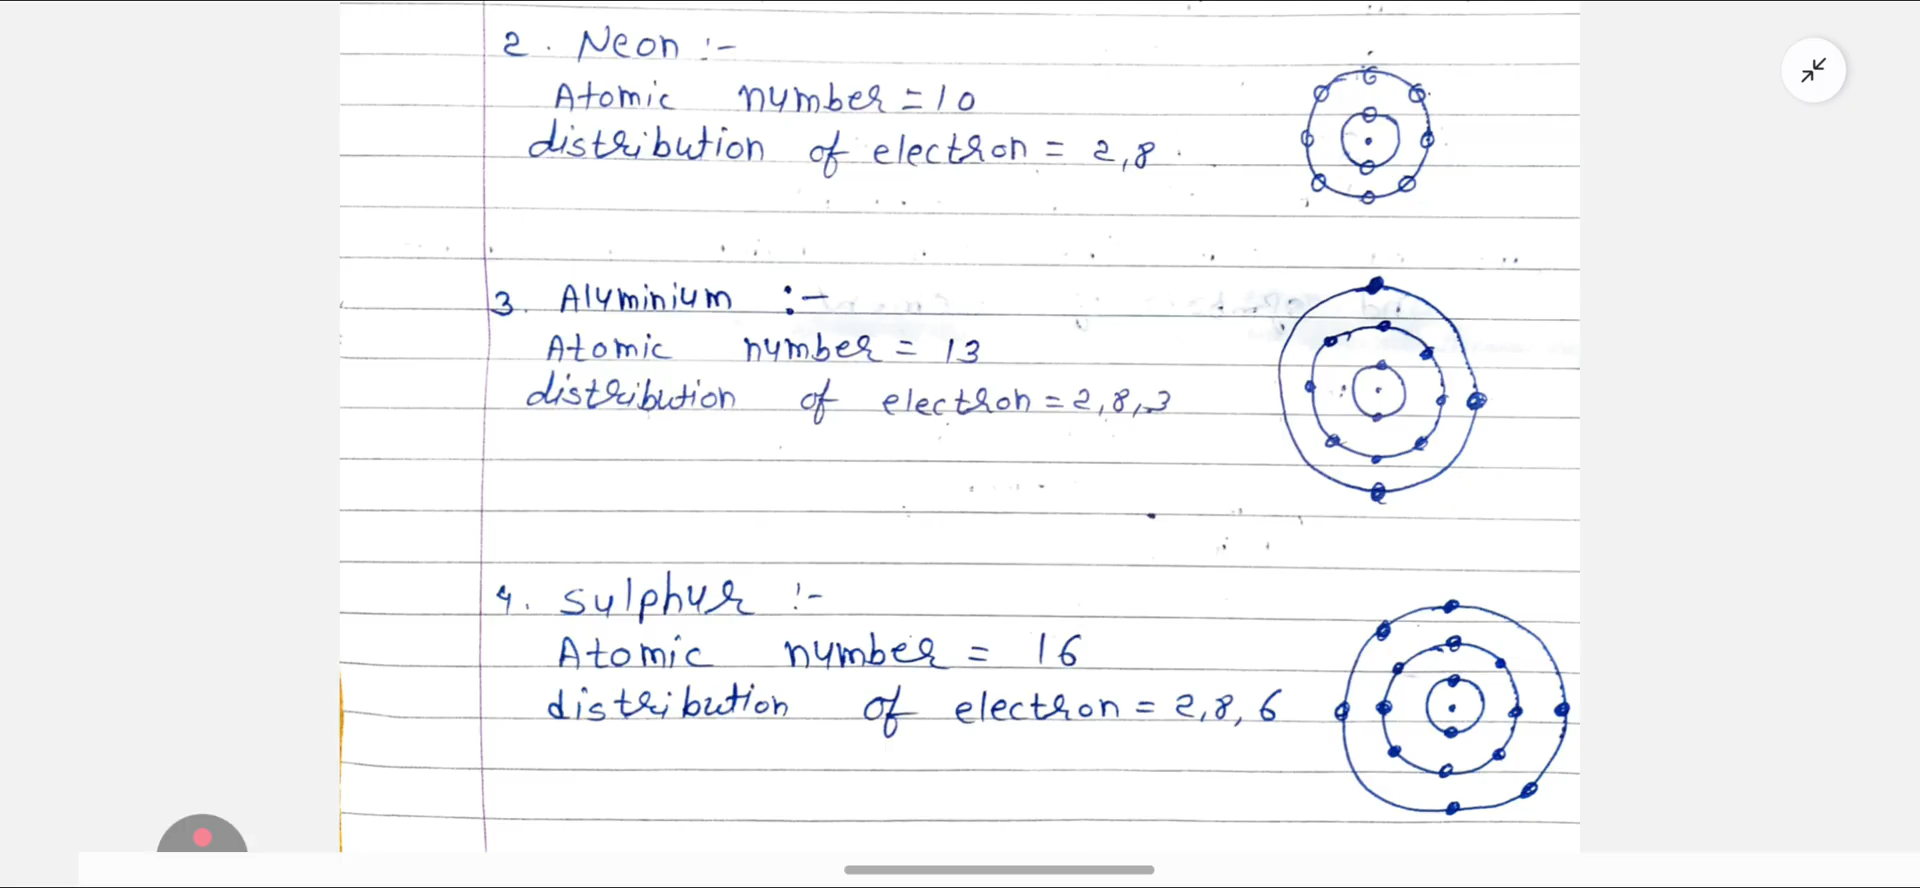 2. Neon :-
Atomic number = 10
distribution of electron = 2,8
3. Aluminium :-
Atomic number = 13
distribution of electron = 2,8,3
4. Sulphur :-
Atomic number = 16
distribution of electron = 2,8,6